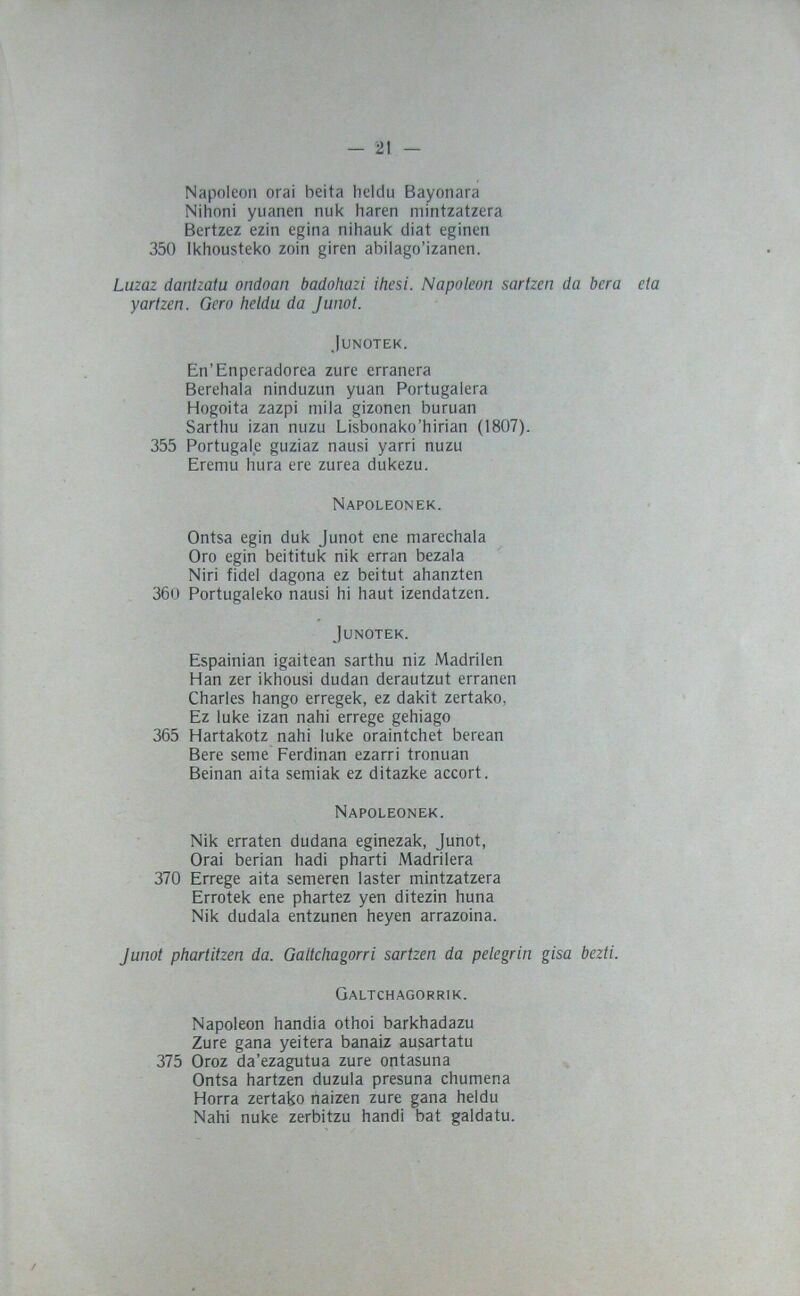 — 21 —
Napoleon orai beita heldu Bayonara
Nihoni yuanen nuk haren mintzatzera
Bertzez ezin egina nihauk diat eginen
350 Ikhousteko zoin giren abilago'izanen.
Luzaz dantzatu ondoan badohazi ihesi. Napoleon sartzen da bera eta
yartzen. Gero heldu da Junot.
JUNOTEK.
En'Enperadorea zure erranera
Berehala ninduzun yuan Portugalera
Hogoita zazpi mila gizonen buruan
Sarthu izan nuzu Lisbonako'hirian (1807).
355 Portugale guziaz nausi yarri nuzu
Eremu hura ere zurea dukezu.
NAPOLEONEK.
Ontsa egin duk Junot ene marechala
Oro egin beitituk nik erran bezala
Niri fidel dagona ez beitut ahanzten
360 Portugaleko nausi hi haut izendatzen.
JUNOTEK.
Espainian igaitean sarthu niz Madrilen
Han zer ikhousi dudan derautzut erranen
Charles hango erregek, ez dakit zertako,
Ez luke izan nahi errege gehiago
365 Hartakotz nahi luke oraintchet berean
Bere seme Ferdinan ezarri tronuan
Beinan aita semiak ez ditazke accort.
NAPOLEONEK.
Nik erraten dudana eginezak, Junot,
Orai berian hadi pharti Madrilera
370 Errege aita semeren laster mintzatzera
Errotek ene phartez yen ditezin huna
Nik dudala entzunen heyen arrazoina.
Junot phartitzen da. Galtchagorri sartzen da pelegrin gisa bezti.
GALTCHAGORRIK.
Napoleon handia othoi barkhadazu
Zure gana yeitera banaiz ausartatu
375 Oroz da'ezagutua zure ontasuna
Ontsa hartzen duzula presuna chumena
Horra zertako naizen zure gana heldu
Nahi nuke zerbitzu handi bat galdatu.